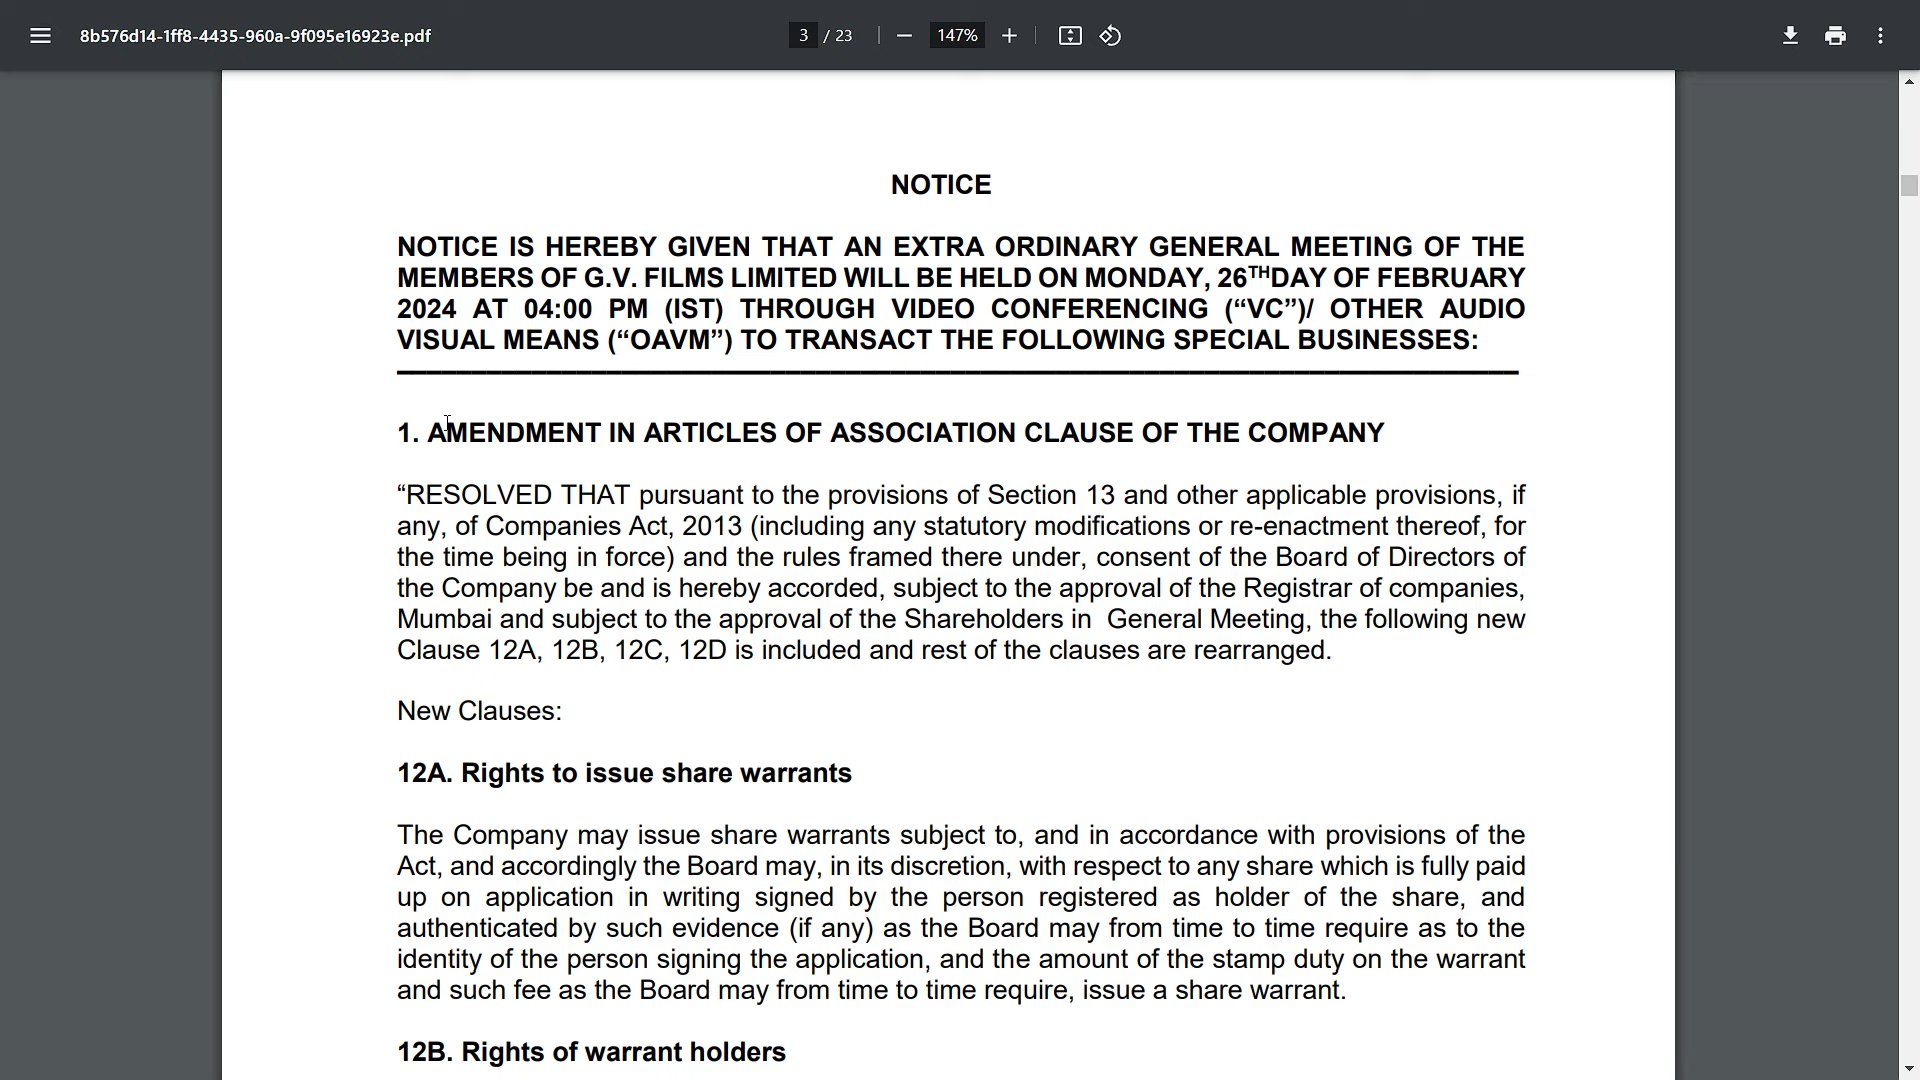 8b576d14-1ff8-4435-960a-9f095e16923e.pdf
3 / 23
147%
NOTICE
NOTICE IS HEREBY GIVEN THAT AN EXTRA ORDINARY GENERAL MEETING OF THE
MEMBERS OF G.V. FILMS LIMITED WILL BE HELD ON MONDAY, 26THDAY OF FEBRUARY
2024 AT 04:00 PM (IST) THROUGH VIDEO CONFERENCING (“VC”)/ OTHER AUDIO
VISUAL MEANS (“OAVM”) TO TRANSACT THE FOLLOWING SPECIAL BUSINESSES:
1. AMENDMENT IN ARTICLES OF ASSOCIATION CLAUSE OF THE COMPANY
“RESOLVED THAT pursuant to the provisions of Section 13 and other applicable provisions, if
any, of Companies Act, 2013 (including any statutory modifications or re-enactment thereof, for
the time being in force) and the rules framed there under, consent of the Board of Directors of
the Company be and is hereby accorded, subject to the approval of the Registrar of companies,
Mumbai and subject to the approval of the Shareholders in  General Meeting, the following new
Clause 12A, 12B, 12C, 12D is included and rest of the clauses are rearranged.
New Clauses:
12A. Rights to issue share warrants
The Company may issue share warrants subject to, and in accordance with provisions of the
Act, and accordingly the Board may, in its discretion, with respect to any share which is fully paid
up on application in writing signed by the person registered as holder of the share, and
authenticated by such evidence (if any) as the Board may from time to time require as to the
identity of the person signing the application, and the amount of the stamp duty on the warrant
and such fee as the Board may from time to time require, issue a share warrant.
12B. Rights of warrant holders